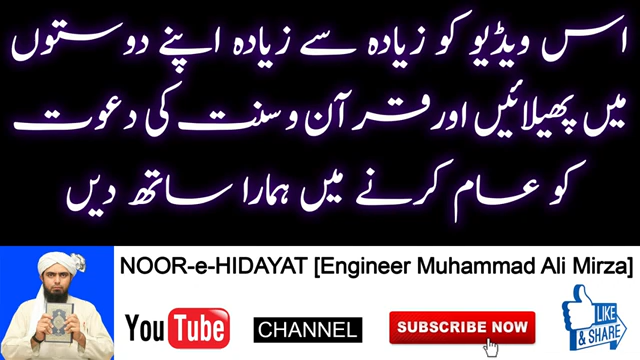 اس ویڈیو کو زیادہ سے زیادہ اپنے دوستوں
میں پھیلائیں اور قرآن و سنت کی دعوت
کو عام کرنے میں ہمارا ساتھ دیں
NOOR-e-HIDAYAT [Engineer Muhammad Ali Mirza]
YouTube CHANNEL SUBSCRIBE NOW
LIKE
& SHARE